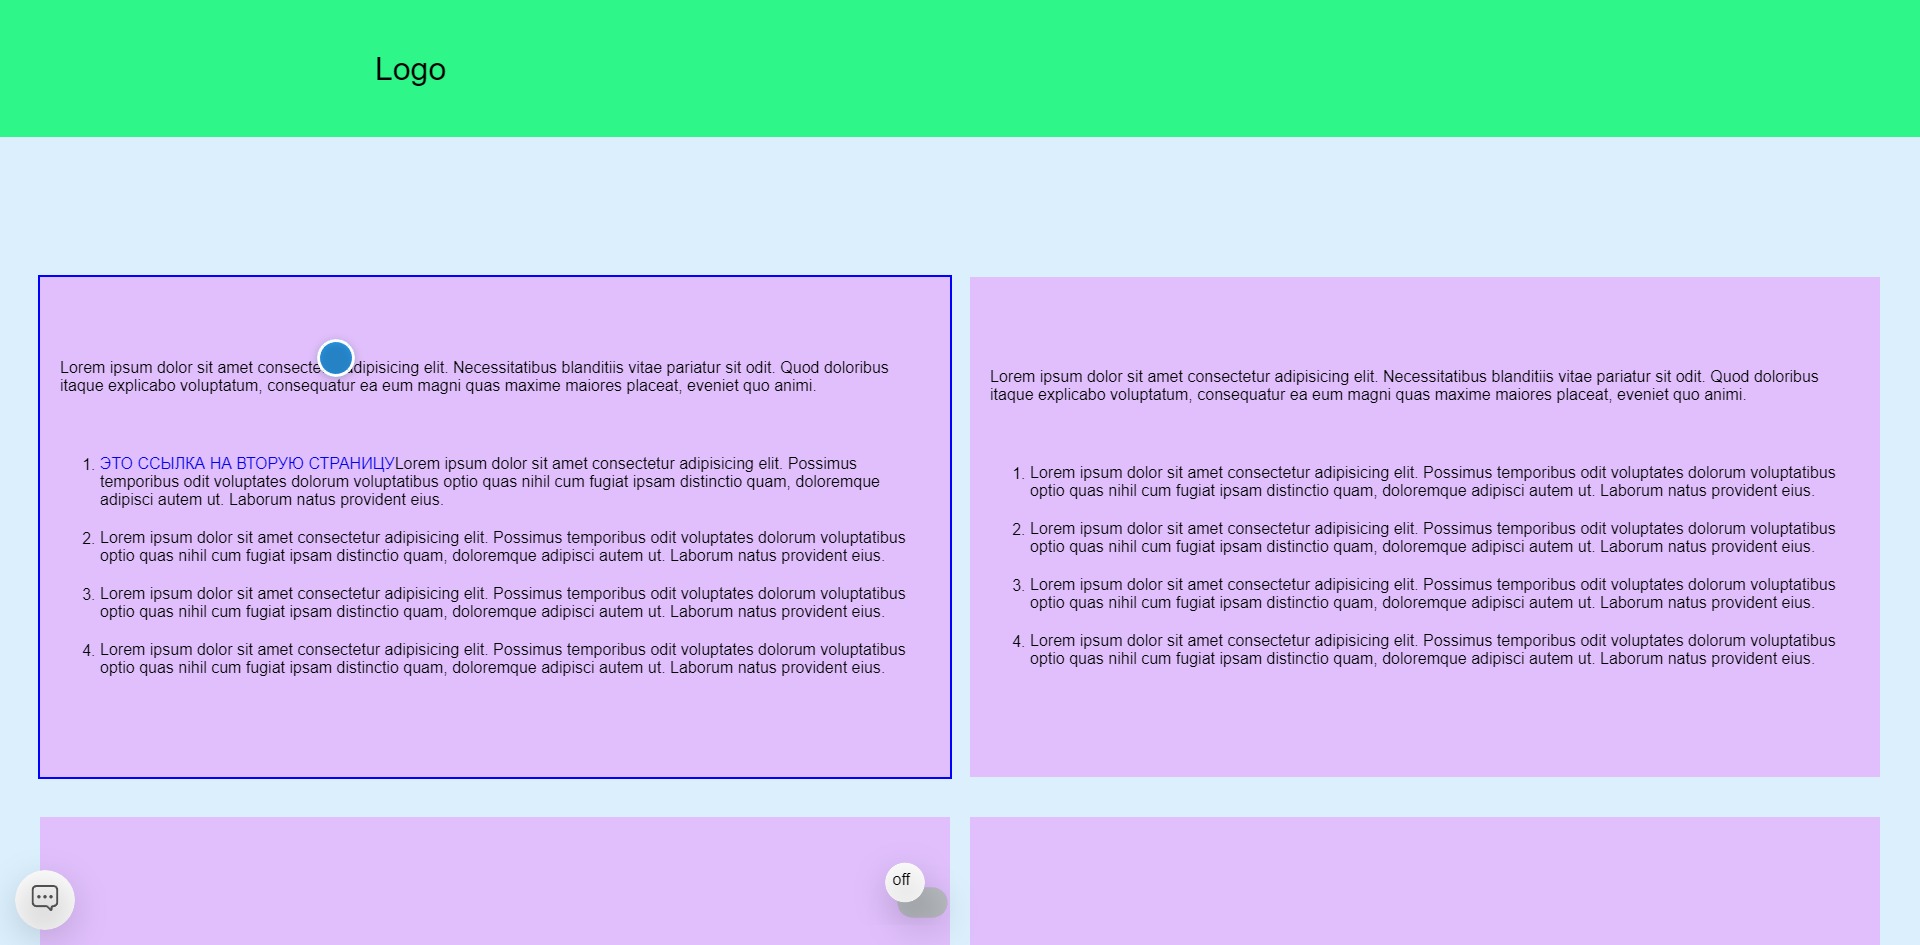 Logo
Lorem ipsum dolor sit amet consecte dipisicing elit. Necessitatibus blanditiis vitae pariatur sit odit. Quod doloribus
itaque explicabo voluptatum, consequatur ea eum magni quas maxime maiores placeat, eveniet quo animi.
1. ЭТО ССЫЛКА НА ВТОРУЮ СТРАНИЦУLorem ipsum dolor sit amet consectetur adipisicing elit. Possimus
temporibus odit voluptates dolorum voluptatibus optio quas nihil cum fugiat ipsam distinctio quam, doloremque
adipisci autem ut. Laborum natus provident eius.
2. Lorem ipsum dolor sit amet consectetur adipisicing elit. Possimus temporibus odit voluptates dolorum voluptatibus
optio quas nihil cum fugiat ipsam distinctio quam, doloremque adipisci autem ut. Laborum natus provident eius.
3. Lorem ipsum dolor sit amet consectetur adipisicing elit. Possimus temporibus odit voluptates dolorum voluptatibus
optio quas nihil cum fugiat ipsam distinctio quam, doloremque adipisci autem ut. Laborum natus provident eius.
4. Lorem ipsum dolor sit amet consectetur adipisicing elit. Possimus temporibus odit voluptates dolorum voluptatibus
optio quas nihil cum fugiat ipsam distinctio quam, doloremque adipisci autem ut. Laborum natus provident eius.
Lorem ipsum dolor sit amet consectetur adipisicing elit. Necessitatibus blanditiis vitae pariatur sit odit. Quod doloribus
itaque explicabo voluptatum, consequatur ea eum magni quas maxime maiores placeat, eveniet quo animi.
1. Lorem ipsum dolor sit amet consectetur adipisicing elit. Possimus temporibus odit voluptates dolorum voluptatibus
optio quas nihil cum fugiat ipsam distinctio quam, doloremque adipisci autem ut. Laborum natus provident eius.
2. Lorem ipsum dolor sit amet consectetur adipisicing elit. Possimus temporibus odit voluptates dolorum voluptatibus
optio quas nihil cum fugiat ipsam distinctio quam, doloremque adipisci autem ut. Laborum natus provident eius.
3. Lorem ipsum dolor sit amet consectetur adipisicing elit. Possimus temporibus odit voluptates dolorum voluptatibus
optio quas nihil cum fugiat ipsam distinctio quam, doloremque adipisci autem ut. Laborum natus provident eius.
4. Lorem ipsum dolor sit amet consectetur adipisicing elit. Possimus temporibus odit voluptates dolorum voluptatibus
optio quas nihil cum fugiat ipsam distinctio quam, doloremque adipisci autem ut. Laborum natus provident eius.
off